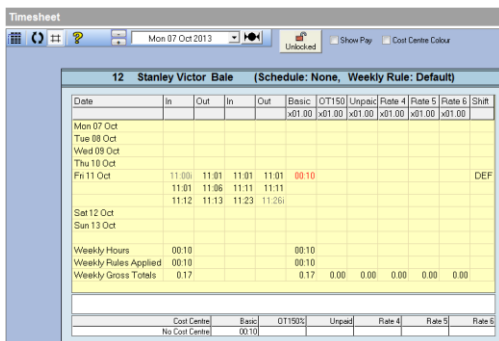 Timesheet
Mon 07 Oct 2013
Unlocked
Show Pay Cost Centre Colour
12 Stanley Victor Bale (Schedule: None, Weekly Rule: Default)
Date In Out In Out Basic OT150 Unpaid Rate 4 Rate 5 Rate 6 Shift
x01.00 x01.00 x01.00 x01.00 x01.00 x01.00
Mon 07 Oct
Tue 08 Oct
Wed 09 Oct
Thu 10 Oct
Fri 11 Oct 11:00i 11:01 11:01 11:01 00:10 DEF
11:01 11:06 11:11 11:11
11:12 11:13 11:23 11:26i
Sat 12 Oct
Sun 13 Oct
Weekly Hours 00:10 00:10
Weekly Rules Applied 00:10 00:10
Weekly Gross Totals 0.17 0.17 0.00 0.00 0.00 0.00 0.00
Cost Centre Basic OT150% Unpaid Rate 4 Rate 5 Rate 6
No Cost Centre 00:10